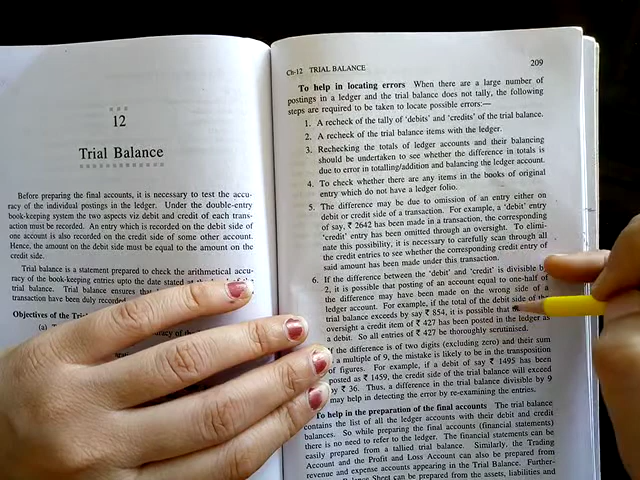 12
Trial Balance
Before preparing the final accounts, it is necessary to test the accu-
racy of the individual postings in the ledger. Under the double-entry
book-keeping system the two aspects viz debit and credit of each trans-
action must be recorded. An entry which is recorded on the debit side of
one account is also recorded on the credit side of some other account.
Hence, the amount on the debit side must be equal to the amount on the
credit side.
Trial balance is a statement prepared to check the arithmetical accu-
racy of the book-keeping entries upto the date stated
trial balance. Trial balance ensures that
transaction have been duly recorded
Objectives of the Tria
(a)
Ch-12 TRIAL BALANCE 209
To help in locating errors When there are a large number of
postings in a ledger and the trial balance does not tally, the following
steps are required to be taken to locate possible errors:—
1. A recheck of the tally of 'debits' and 'credits' of the trial balance.
2. A recheck of the trial balance items with the ledger.
3. Rechecking the totals of ledger accounts and their balancing
should be undertaken to see whether the difference in totals is
due to error in totalling/addition and balancing the ledger account.
4. To check whether there are any items in the books of original
entry which do not have a ledger folio.
5. The difference may be due to omission of an entry either on
debit or credit side of a transaction. For example, a 'debit' entry
of say, ₹ 2642 has been made in a transaction, the corresponding
'credit' entry has been omitted through an oversight. To elimi-
nate this possibility, it is necessary to carefully scan through all
the credit entries to see whether the corresponding credit entry of
said amount has been made under this transaction.
6. If the difference between the 'debit' and 'credit' is divisible by
2, it is possible that posting of an account equal to one-half of
the difference may have been made on the wrong side of a
ledger account. For example, if the total of the debit side of the
trial balance exceeds by say ₹ 854, it is possible that
oversight a credit item of ₹ 427 has been posted in the ledger as
a debit. So all entries of ₹ 427 be thoroughly scrutinised.
If the difference is of two digits (excluding zero) and their sum
a multiple of 9, the mistake is likely to be in the transposition
of figures. For example, if a debit of say ₹ 1495 has been
posted as ₹ 1459, the credit side of the trial balance will exceed
by ₹ 36. Thus, a difference in the trial balance divisible by 9
may help in detecting the error by re-examining the entries.
To help in the preparation of the final accounts The trial balance
contains the list of all the ledger accounts with their debit and credit
balances. So while preparing the final accounts (financial statements)
there is no need to refer to the ledger. The financial statements can be
easily prepared from a tallied trial balance. Similarly, the Trading
Account and the Profit and Loss Account can also be prepared from
revenue and expense accounts appearing in the Trial Balance. Further-
Balance Sheet can be prepared from the assets, liabilities and